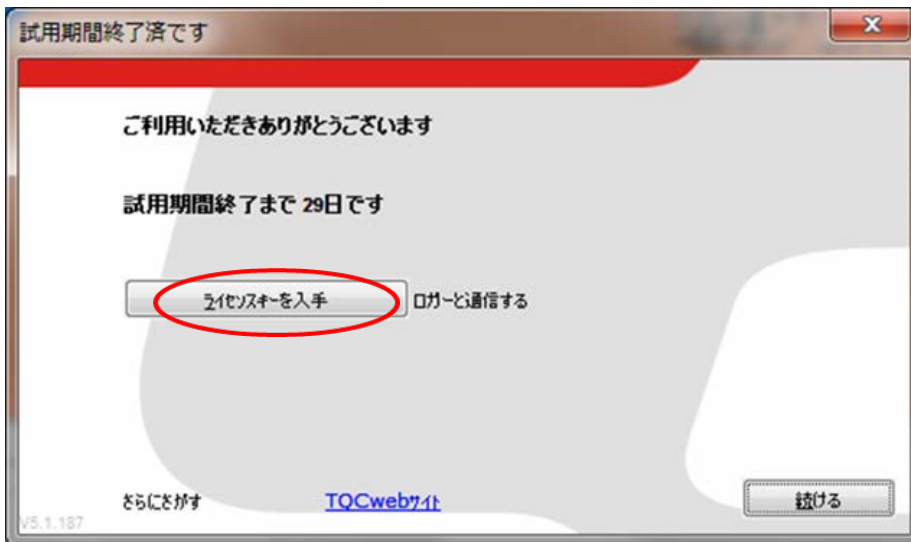 試用期間終了済です
ご利用いただきありがとうございます
試用期間終了まで 29日です
ライセンスキーを入手 ロガーと通信する
さらにさがす TQCwebサイト 続ける
V5.1.187